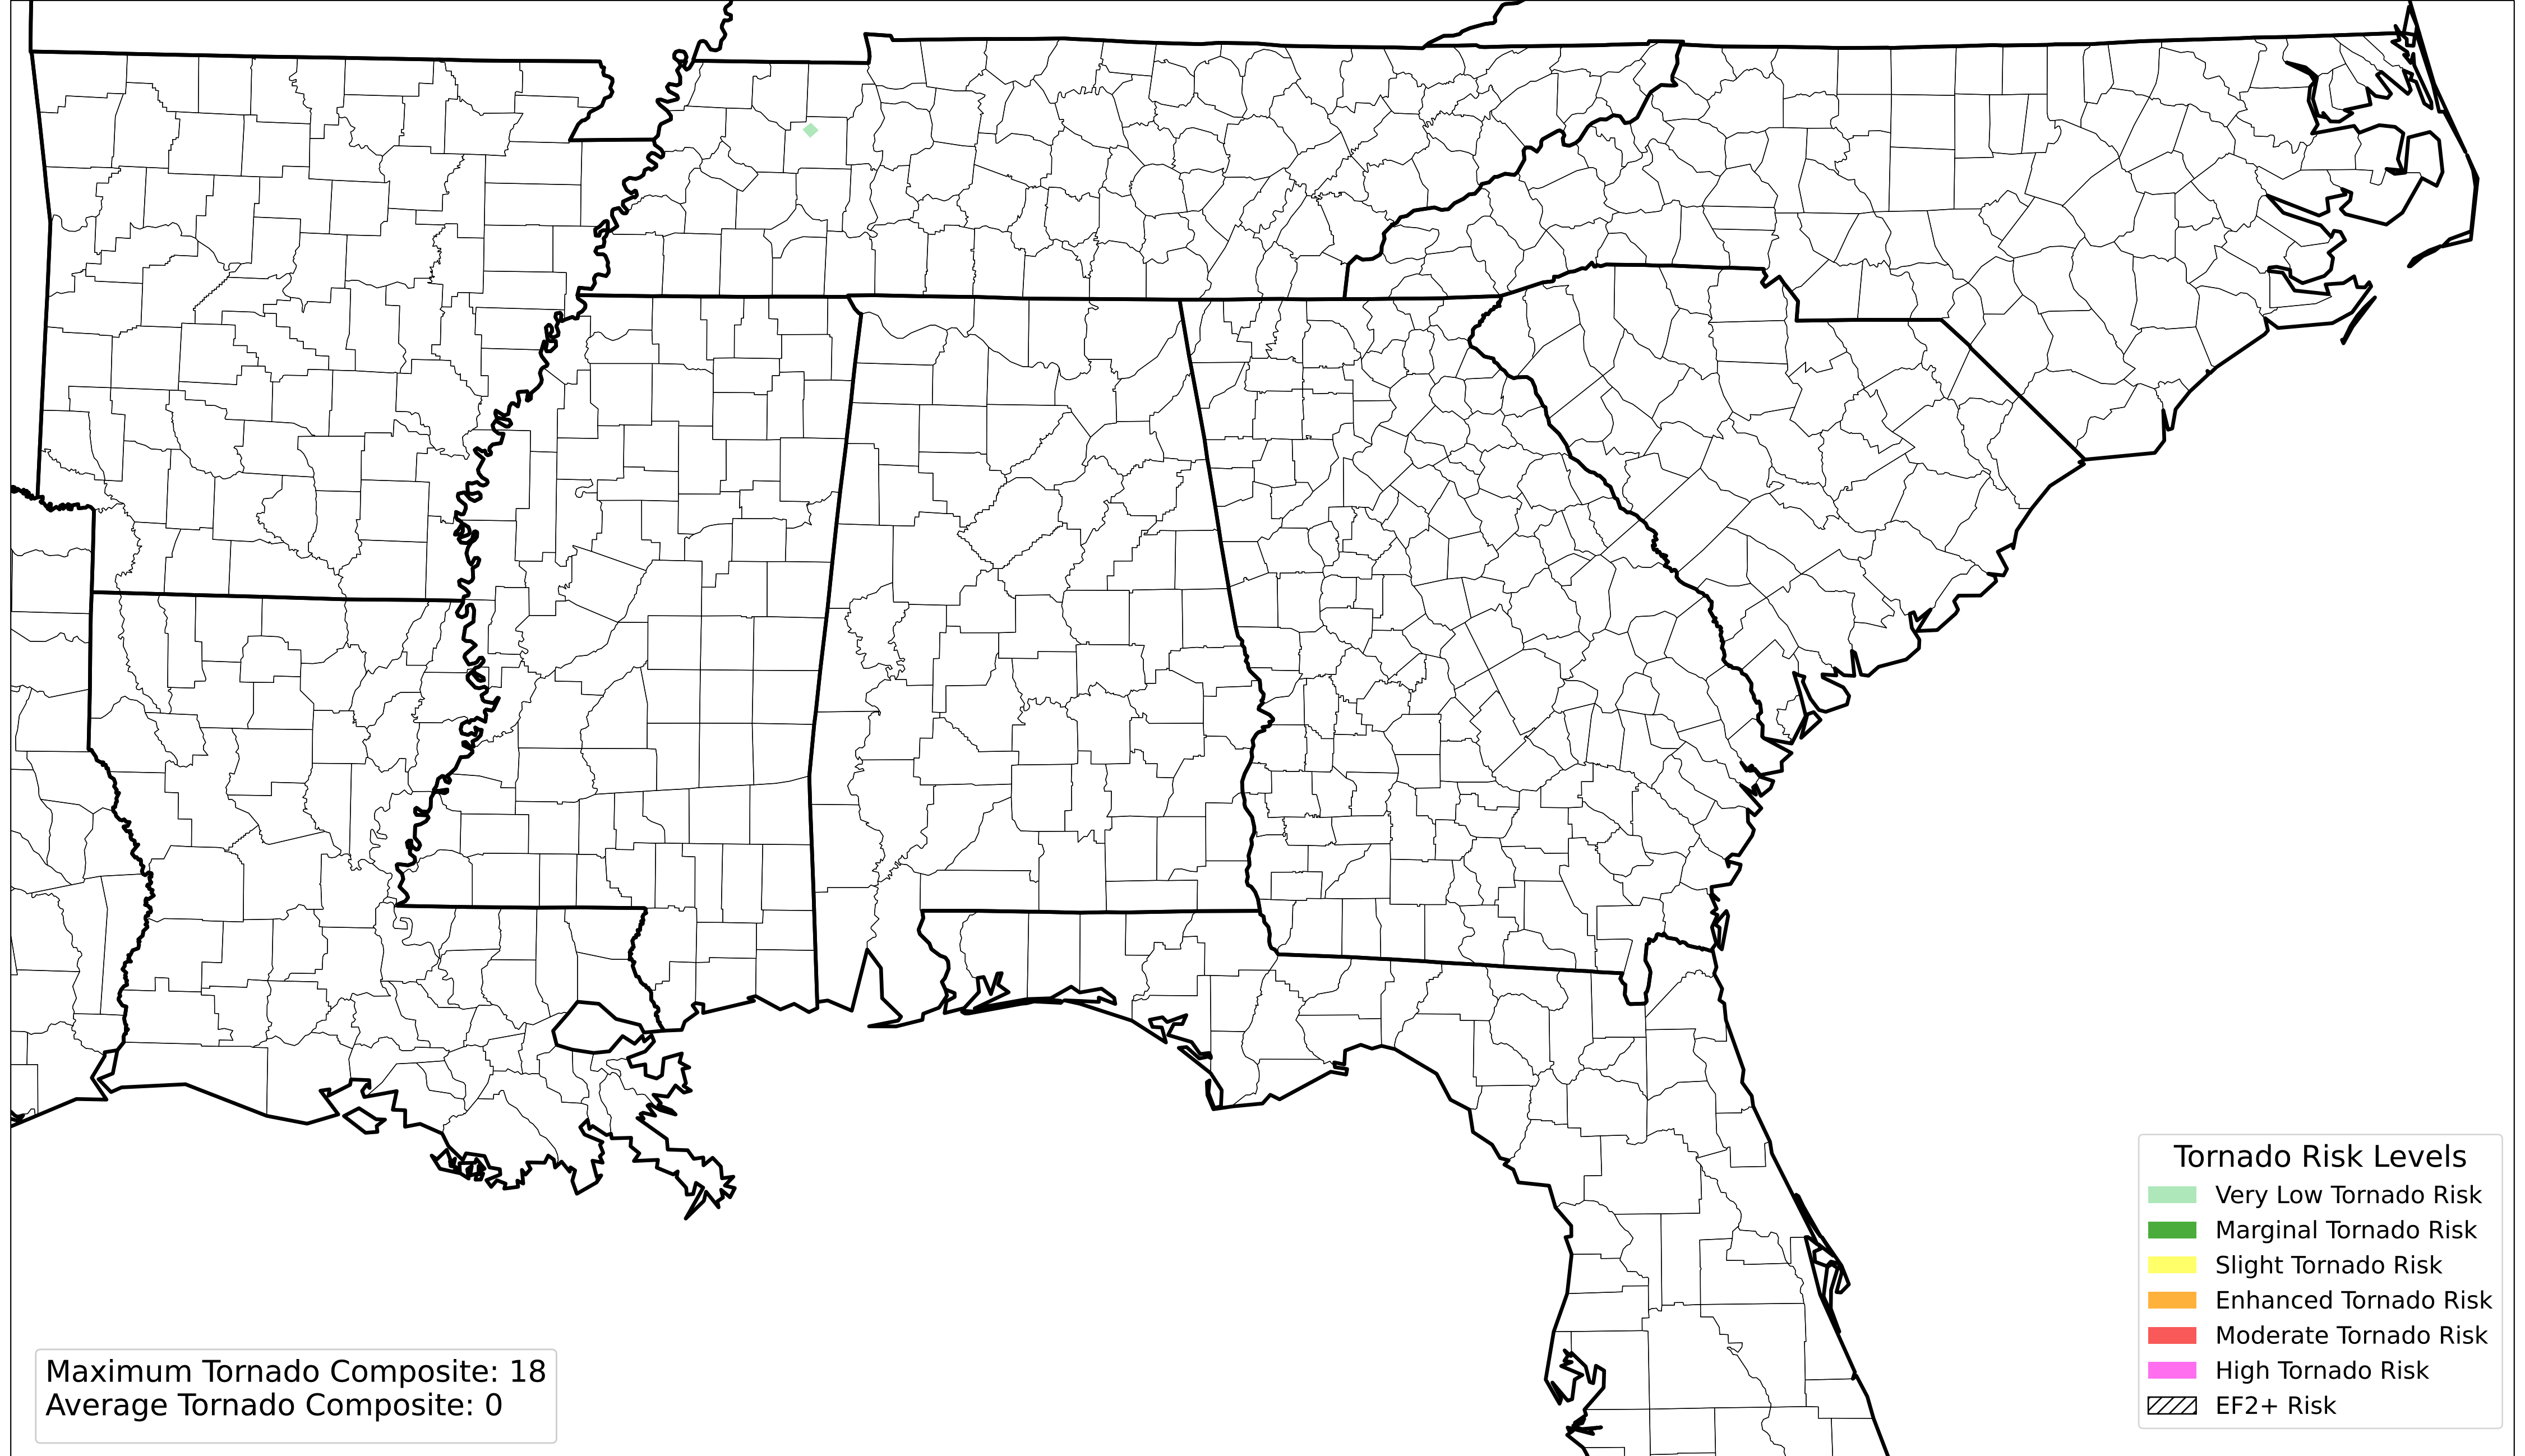 Tornado Risk Levels
Very Low Tornado Risk
Marginal Tornado Risk
Slight Tornado Risk
Enhanced Tornado Risk
Moderate Tornado Risk
High Tornado Risk
EF2+ Risk
Maximum Tornado Composite: 18
Average Tornado Composite: 0